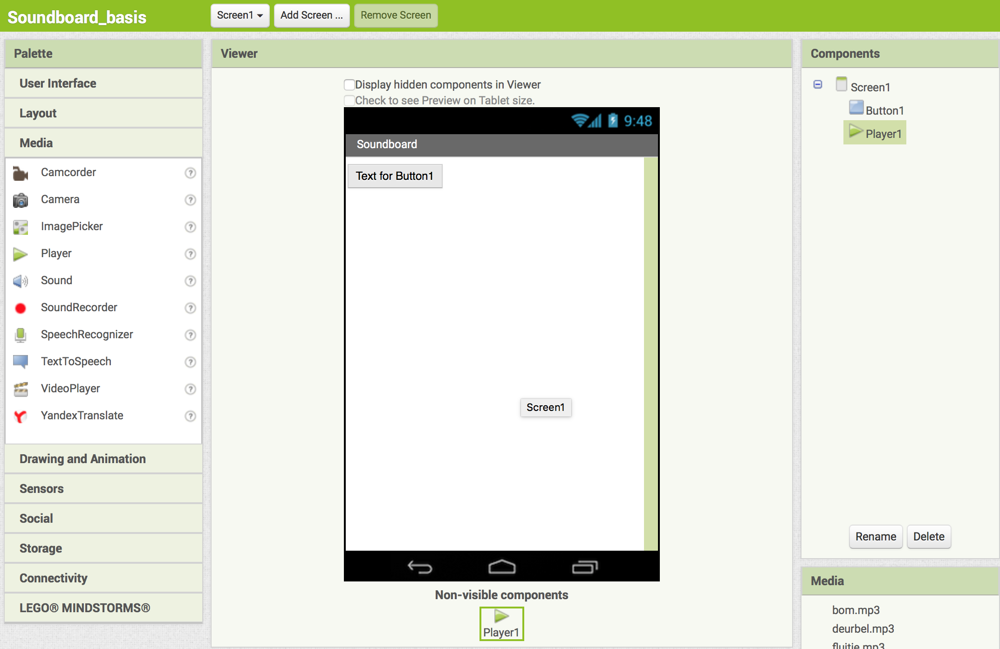 Soundboard_basis
Screen1
Add Screen ...
Remove Screen
Palette
User Interface
Layout
Media
Camcorder
?
Camera
?
ImagePicker
?
Player
?
Sound
?
SoundRecorder
?
SpeechRecognizer
?
TextToSpeech
?
VideoPlayer
?
YandexTranslate
?
Drawing and Animation
Sensors
Social
Storage
Connectivity
LEGO® MINDSTORMS®
Viewer
Display hidden components in Viewer
Check to see Preview on Tablet size.
9:48
Soundboard
Text for Button1
Screen1
Non-visible components
Player1
Components
Screen1
Button1
Player1
Rename
Delete
Media
bom.mp3
deurbel.mp3
fluitje.mp3